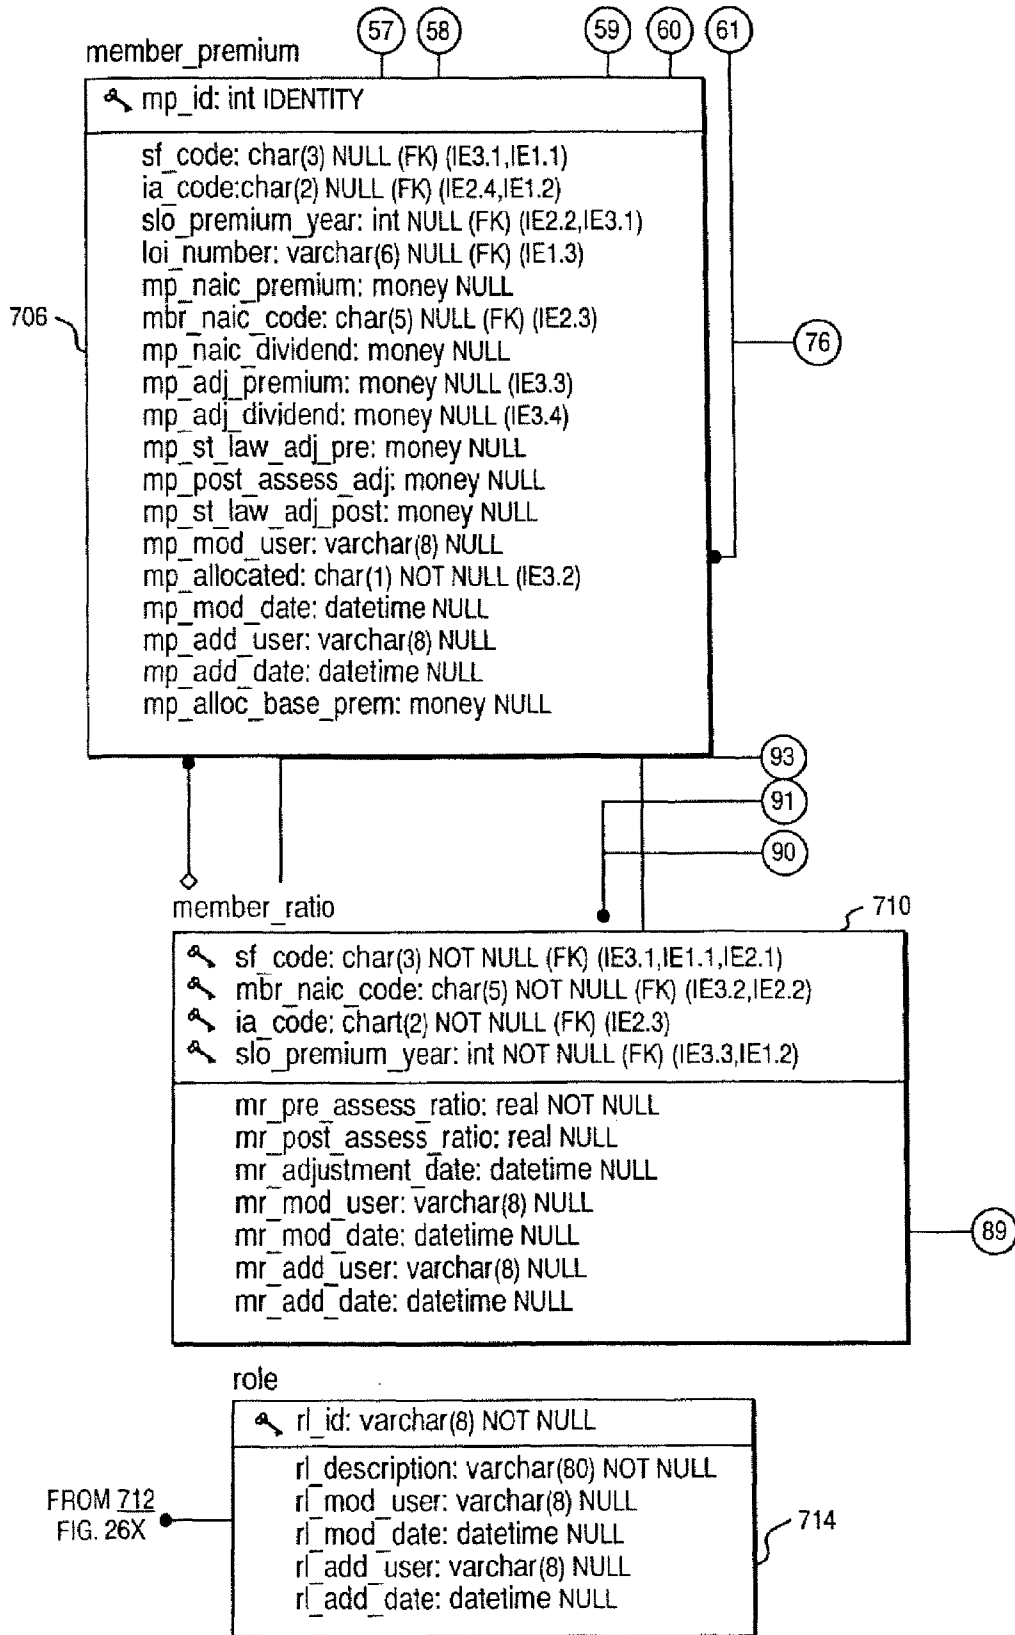 57 58 59 60 61
member_premium
mp_id: int IDENTITY
sf_code: char(3) NULL (FK) (IE3.1,IE1.1)
ia_code:char(2) NULL (FK) (IE2.4,IE1.2)
slo_premium_year: int NULL (FK) (IE2.2,IE3.1)
loi_number: varchar(6) NULL (FK) (IE1.3)
mp_naic_premium: money NULL
706
mbr_naic_code: char(5) NULL (FK) (IE2.3)
76
mp_naic_dividend: money NULL
mp_adj_premium: money NULL (IE3.3)
mp_adj_dividend: money NULL (IE3.4)
mp_st_law_adj_pre: money NULL
mp_post_assess_adj: money NULL
mp_st_law_adj_post: money NULL
mp_mod_user: varchar(8) NULL
mp_allocated: char(1) NOT NULL (IE3.2)
mp_mod_date: datetime NULL
mp_add_user: varchar(8) NULL
mp_add_date: datetime NULL
mp_alloc_base_prem: money NULL
93
91
90
member_ratio
710
sf_code: char(3) NOT NULL (FK) (IE3.1,IE1.1,IE2.1)
mbr_naic_code: char(5) NOT NULL (FK) (IE3.2,IE2.2)
ia_code: chart(2) NOT NULL (FK) (IE2.3)
slo_premium_year: int NOT NULL (FK) (IE3.3,IE1.2)
mr_pre_assess_ratio: real NOT NULL
mr_post_assess_ratio: real NULL
mr_adjustment_date: datetime NULL
mr_mod_user: varchar(8) NULL
mr_mod_date: datetime NULL
89
mr_add_user: varchar(8) NULL
mr_add_date: datetime NULL
role
rl_id: varchar(8) NOT NULL
rl_description: varchar(80) NOT NULL
rl_mod_user: varchar(8) NULL
rl_mod_date: datetime NULL
rl_add_user: varchar(8) NULL
rl_add_date: datetime NULL
FROM 712
FIG. 26X
714